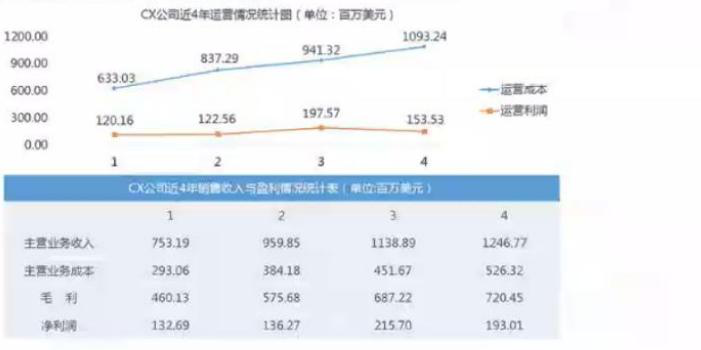 CX公司近4年运营情况统计图（单位：百万美元）
1200.00
900.00
600.00
300.00
0.00
633.03 837.29 941.32 1093.24
120.16 122.56 197.57 153.53
1 2 3 4
运营成本
运营利润
CX公司近4年销售收入与盈利情况统计表（单位:百万美元）
1 2 3 4
主营业务收入 753.19 959.85 1138.89 1246.77
主营业务成本 293.06 384.18 451.67 526.32
毛 利 460.13 575.68 687.22 720.45
净利润 132.69 136.27 215.70 193.01